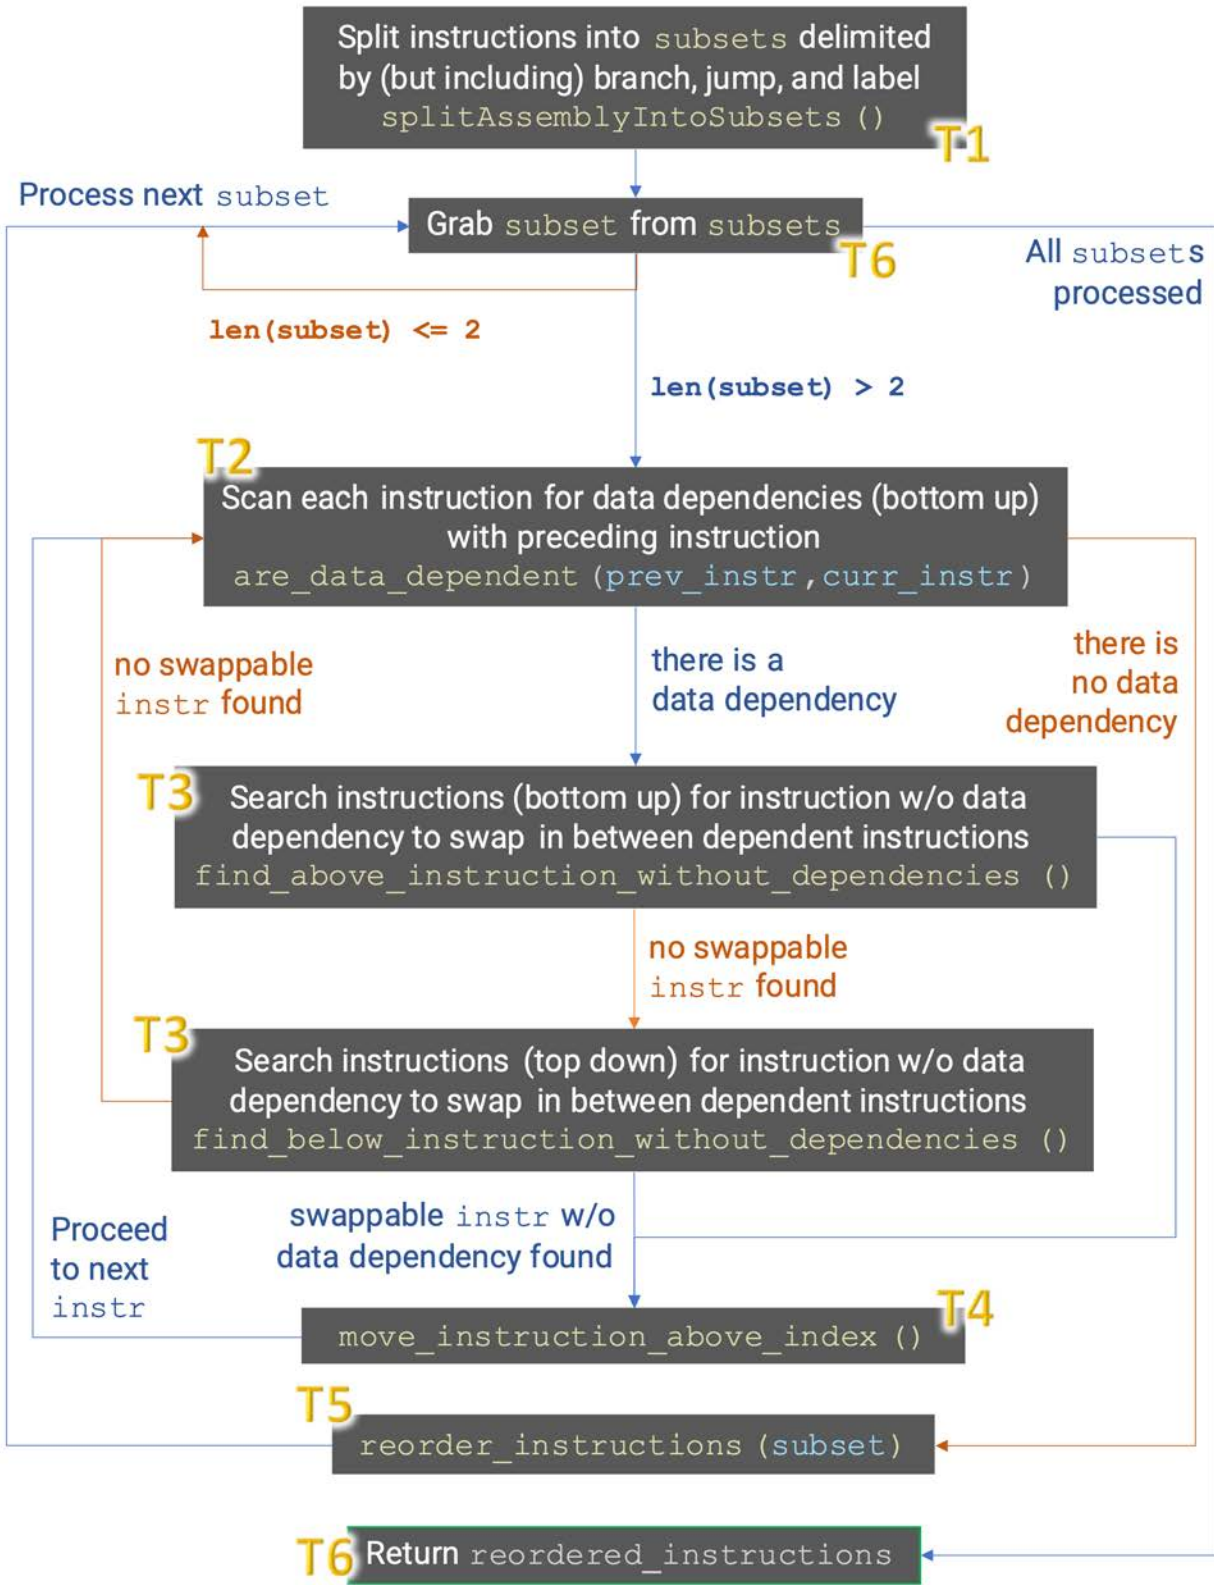 Split instructions into subsets delimited
by (but including) branch, jump, and label
splitAssemblyIntoSubsets ()
T1
Process next subset
Grab subset from subsets
T6
All subsets
processed
len(subset) <= 2
len(subset) > 2
T2
Scan each instruction for data dependencies (bottom up)
with preceding instruction
are_data_dependent (prev_instr,curr_instr)
no swappable
instr found
there is a
data dependency
there is
no data
dependency
T3
Search instructions (bottom up) for instruction w/o data
dependency to swap in between dependent instructions
find_above_instruction_without_dependencies ()
no swappable
instr found
T3
Search instructions (top down) for instruction w/o data
dependency to swap in between dependent instructions
find_below_instruction_without_dependencies ()
swappable instr w/o
data dependency found
Proceed
to next
instr
T4
move_instruction_above_index ()
T5
reorder_instructions (subset)
T6
Return reordered_instructions